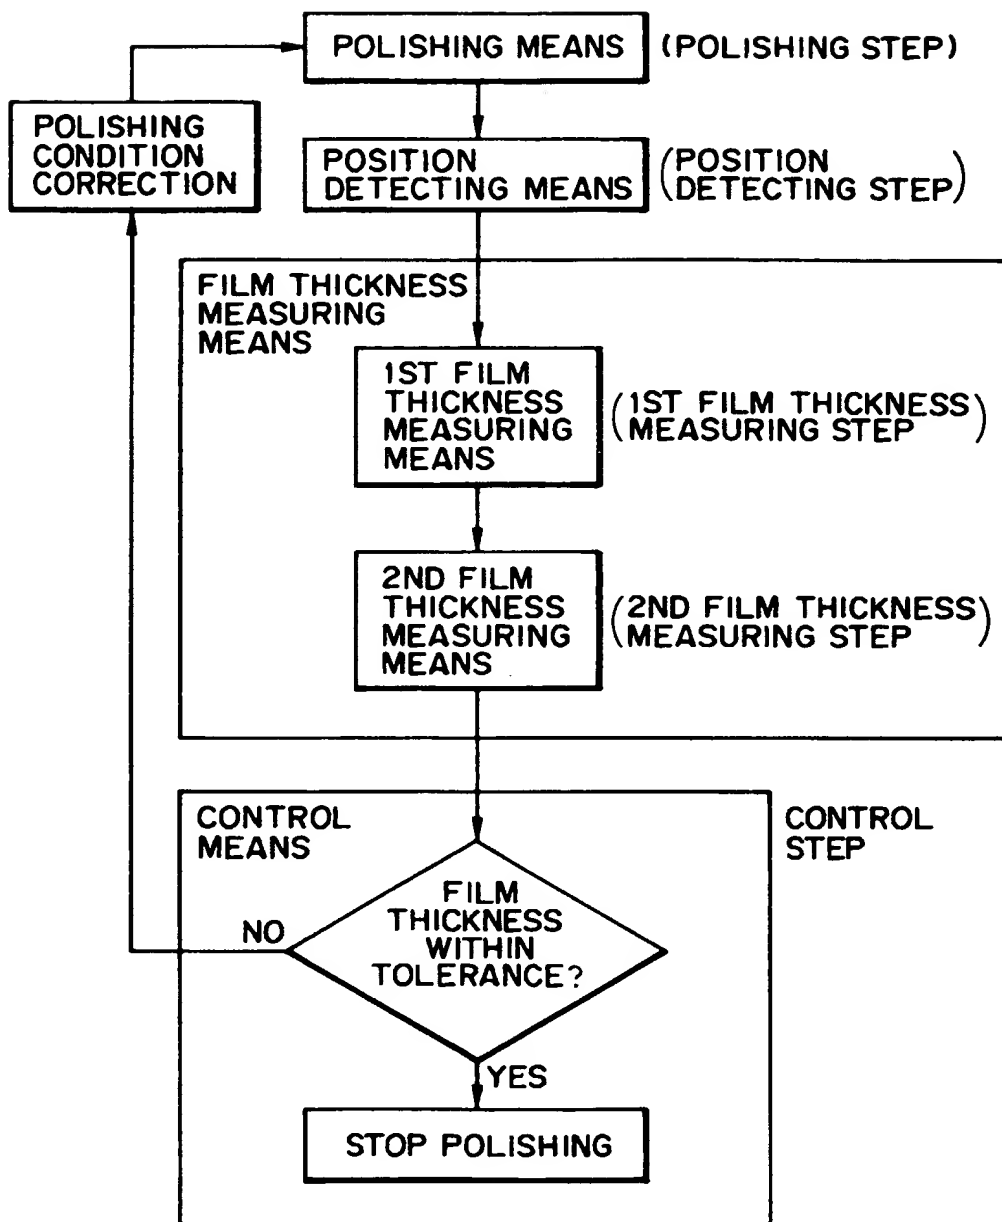 POLISHING MEANS
(POLISHING STEP)
POLISHING
CONDITION
CORRECTION
POSITION
DETECTING MEANS
(POSITION
DETECTING STEP)
FILM THICKNESS
MEASURING
MEANS
1ST FILM
THICKNESS
MEASURING
MEANS
(1ST FILM THICKNESS
MEASURING STEP)
2ND FILM
THICKNESS
MEASURING
MEANS
(2ND FILM THICKNESS
MEASURING STEP)
CONTROL
MEANS
CONTROL
STEP
FILM
THICKNESS
WITHIN
TOLERANCE?
NO
YES
STOP POLISHING